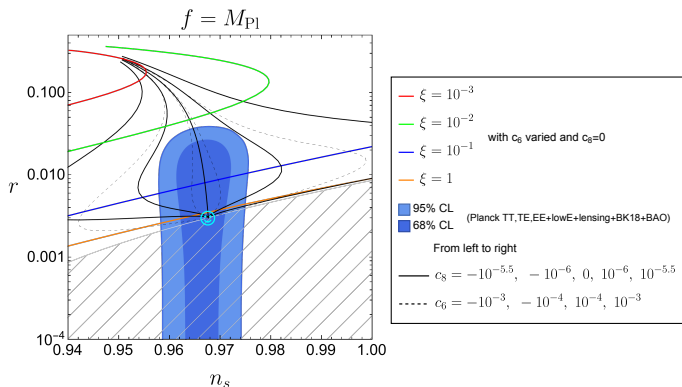 f = M_Pl
r
0.100
0.010
0.001
10^-4
0.94 0.95 0.96 0.97 0.98 0.99 1.00
n_s
ξ = 10^-3
ξ = 10^-2
with c_6 varied and c_8=0
ξ = 10^-1
ξ = 1
95% CL
(Planck TT,TE,EE+lowE+lensing+BK18+BAO)
68% CL
From left to right
c_8 = −10^-5.5, −10^-6, 0, 10^-6, 10^-5.5
c_6 = −10^-3, −10^-4, 10^-4, 10^-3